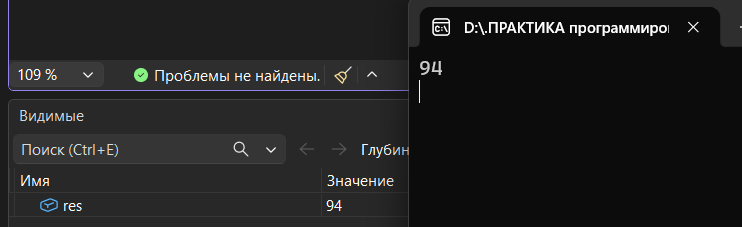 109 %
Проблемы не найдены.
Видимые
Поиск (Ctrl+E)
Глубин
Имя
Значение
res
94
D:\.ПРАКТИКА программиро
94